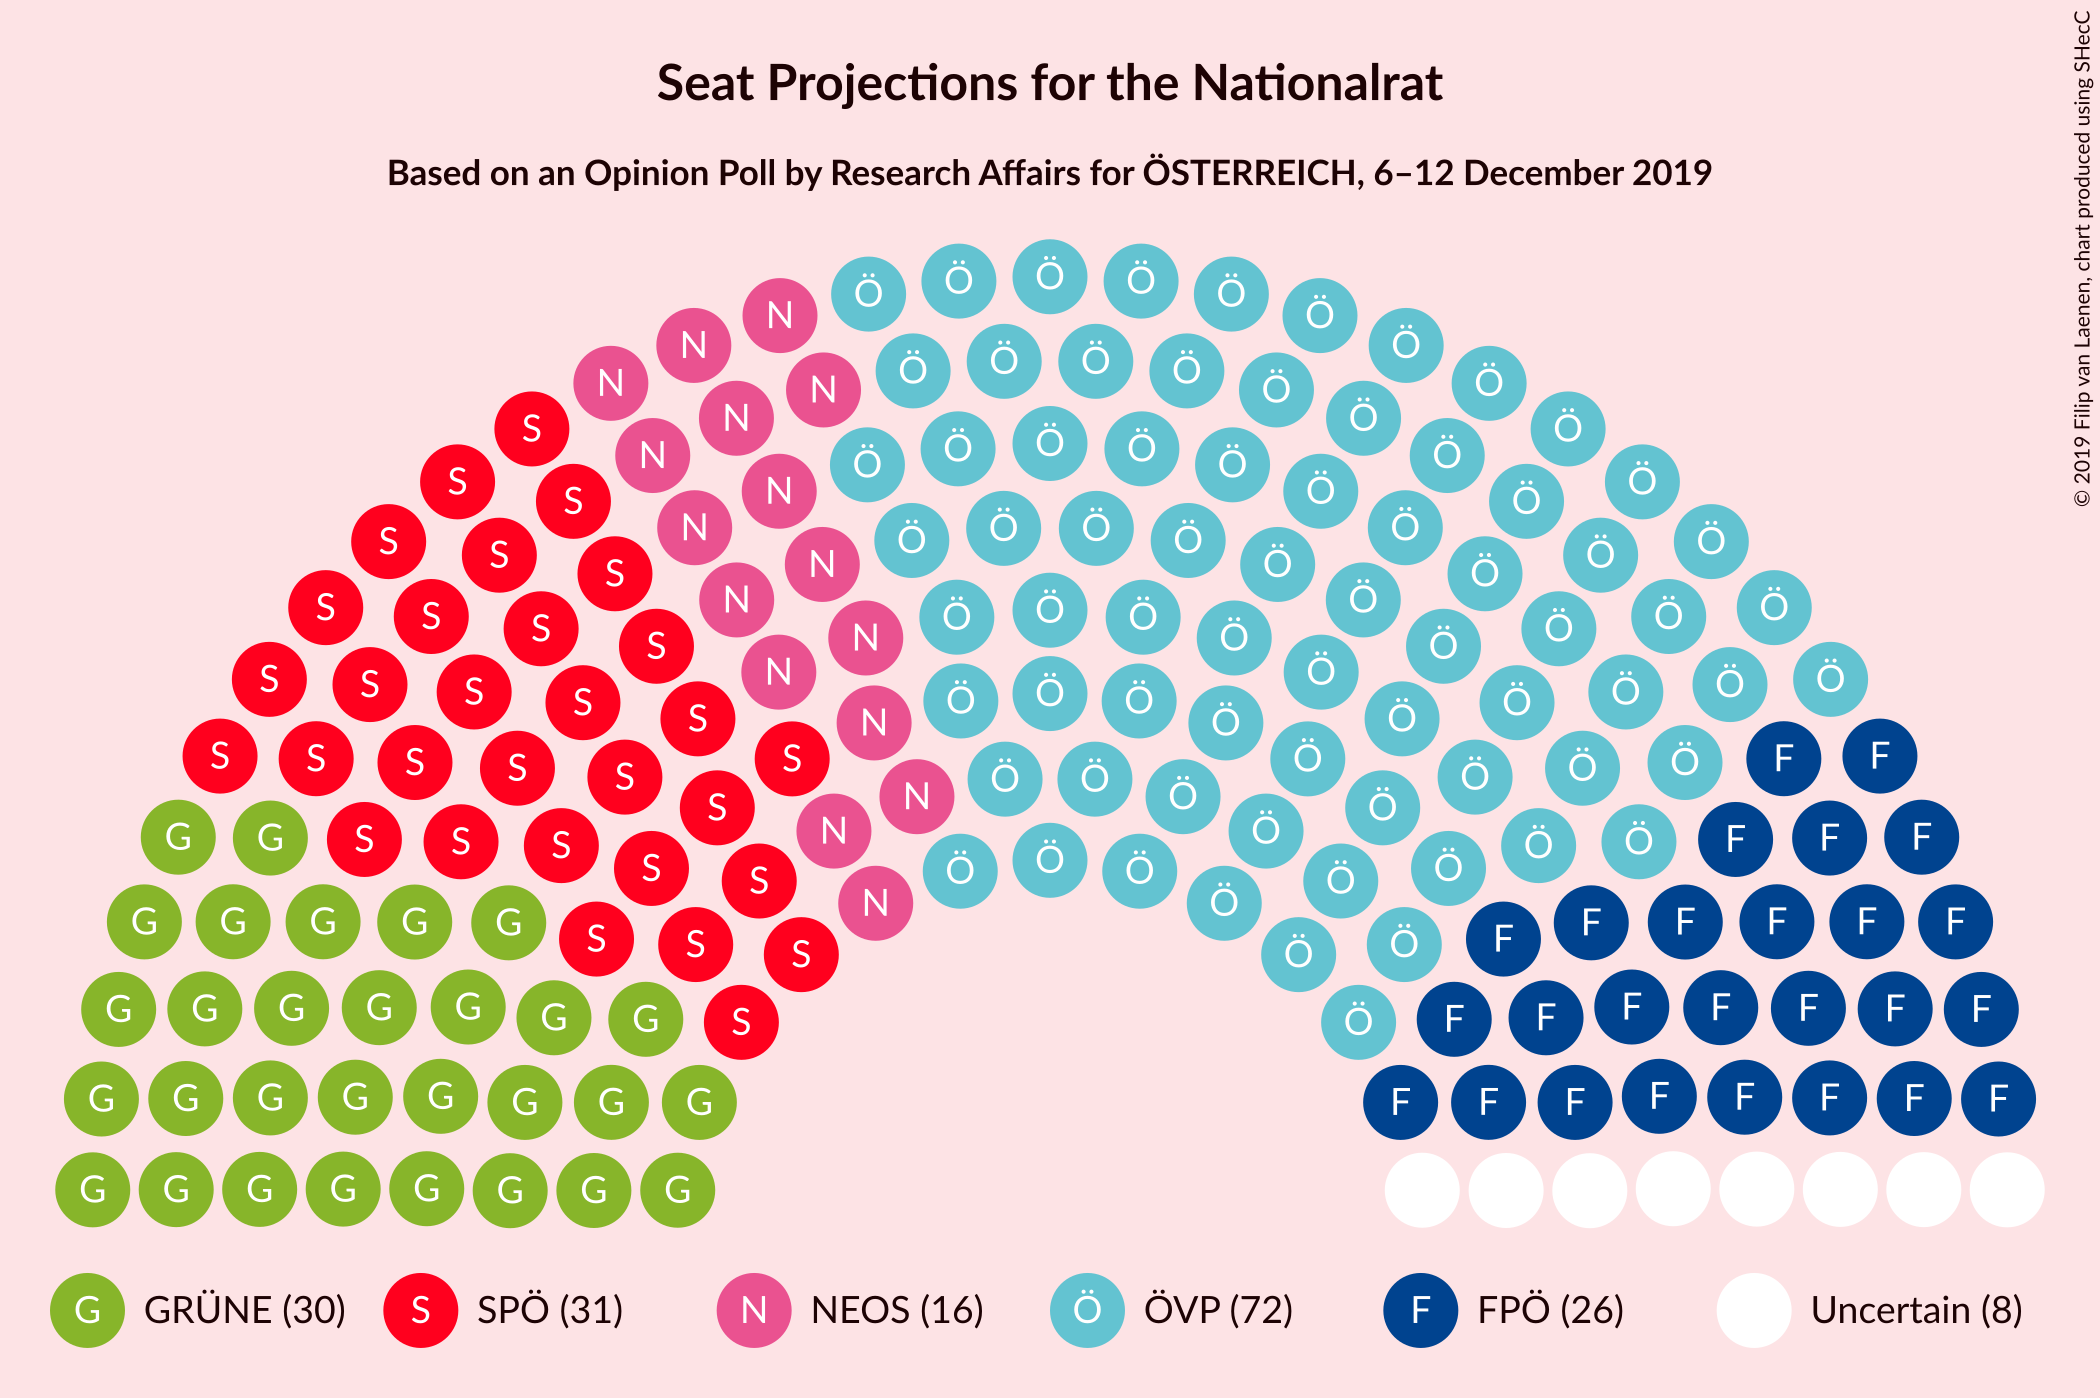 Seat Projections for the Nationalrat
Based on an Opinion Poll by Research Affairs for ÖSTERREICH, 6–12 December 2019
© 2019 Filip van Laenen, chart produced using SHecC
Ö Ö Ö Ö Ö
N N Ö Ö
N Ö Ö Ö Ö Ö
N N Ö Ö Ö
S N N Ö Ö Ö Ö Ö Ö Ö
S S N N Ö Ö Ö Ö Ö Ö
S S S N N Ö Ö Ö Ö Ö Ö Ö Ö Ö
S S S S N N Ö Ö Ö Ö Ö Ö Ö Ö Ö
S S S S S N N Ö Ö Ö Ö Ö Ö Ö Ö Ö Ö
S S S S S S S N Ö Ö Ö Ö Ö Ö Ö Ö F F
G G S S S S S N N Ö Ö Ö Ö Ö Ö Ö Ö F F F
G G G G G S S S N Ö Ö Ö Ö F F F F F F
G G G G G G G S Ö F F F F F F F
G G G G G G G G F F F F F F F F
G G G G G G G G
G GRÜNE (30) S SPÖ (31) N NEOS (16) Ö ÖVP (72) F FPÖ (26) Uncertain (8)